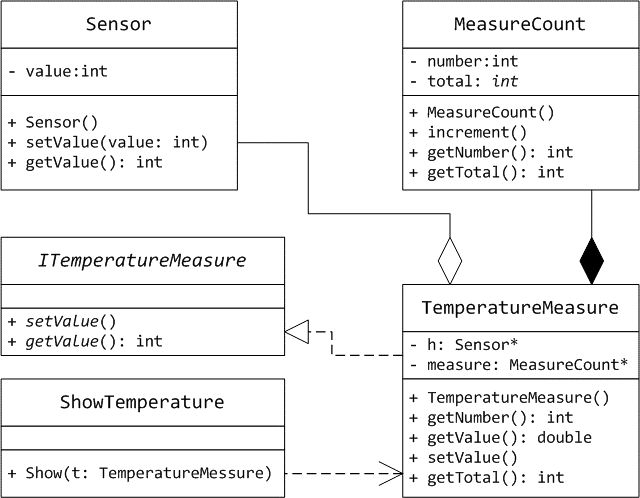 Sensor
- value:int
+ Sensor()
+ setValue(value: int)
+ getValue(): int
MeasureCount
- number:int
- total: int
+ MeasureCount()
+ increment()
+ getNumber(): int
+ getTotal(): int
ITemperatureMeasure
+ setValue()
+ getValue(): int
TemperatureMeasure
- h: Sensor*
- measure: MeasureCount*
+ TemperatureMeasure()
+ getNumber(): int
+ getValue(): double
+ setValue()
+ getTotal(): int
ShowTemperature
+ Show(t: TemperatureMessure)